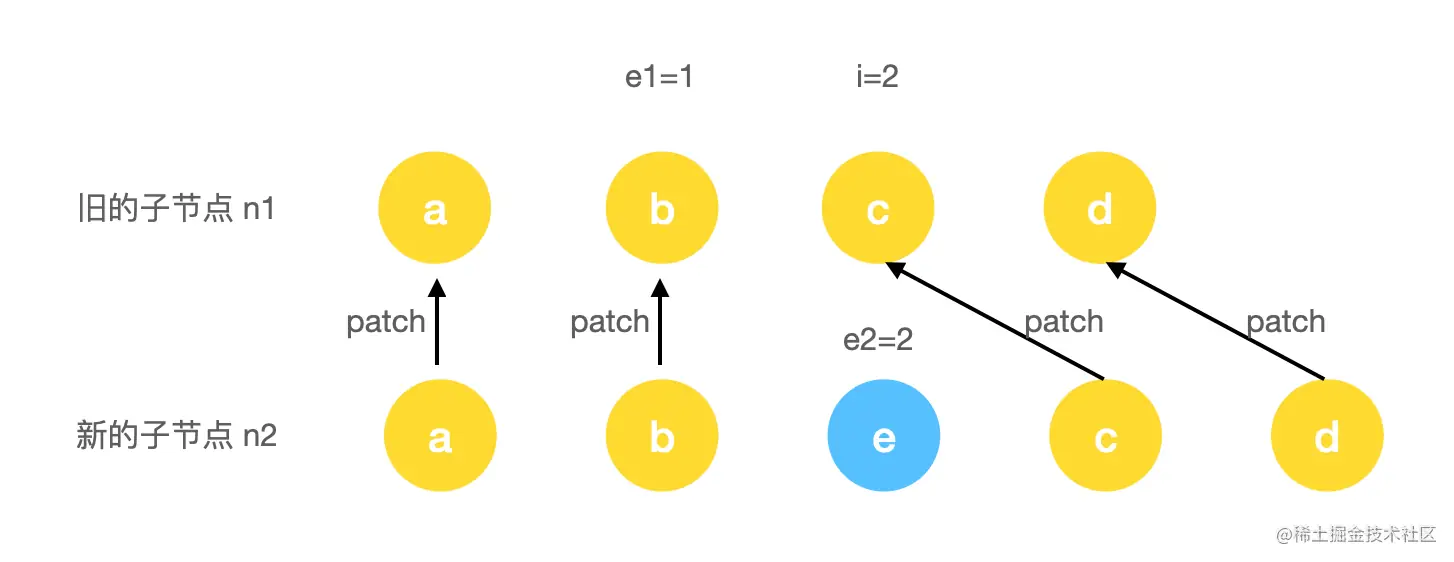 e1=1 i=2
旧的子节点 n1 a b c d
patch patch patch patch
e2=2
新的子节点 n2 a b e c d
@稀土掘金技术社区